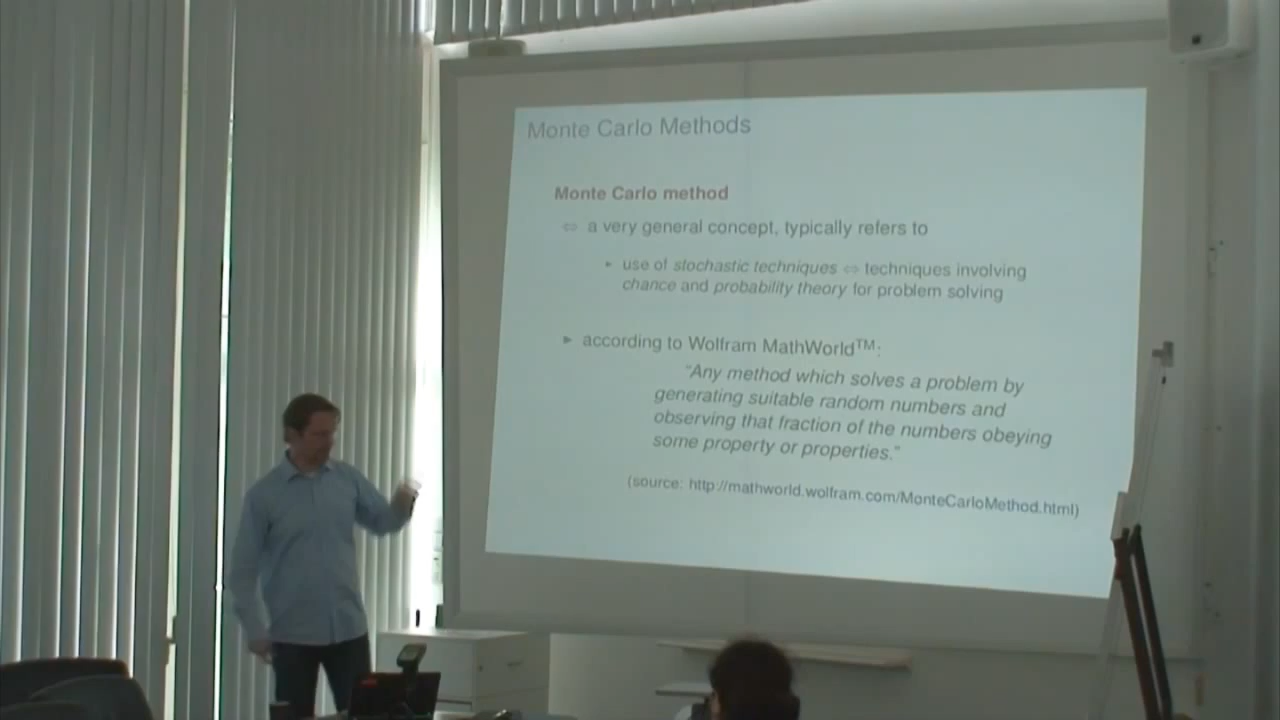 Monte Carlo Methods
Monte Carlo method
⇔ a very general concept, typically refers to
► use of stochastic techniques ⇔ techniques involving
chance and probability theory for problem solving
► according to Wolfram MathWorld™:
"Any method which solves a problem by
generating suitable random numbers and
observing that fraction of the numbers obeying
some property or properties."
(source: http://mathworld.wolfram.com/MonteCarloMethod.html)